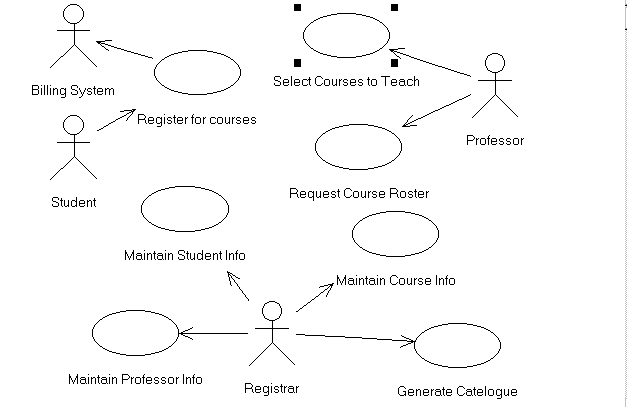 Billing System
Select Courses to Teach
Register for courses
Professor
Student
Request Course Roster
Maintain Student Info
Maintain Course Info
Maintain Professor Info
Registrar
Generate Catelogue